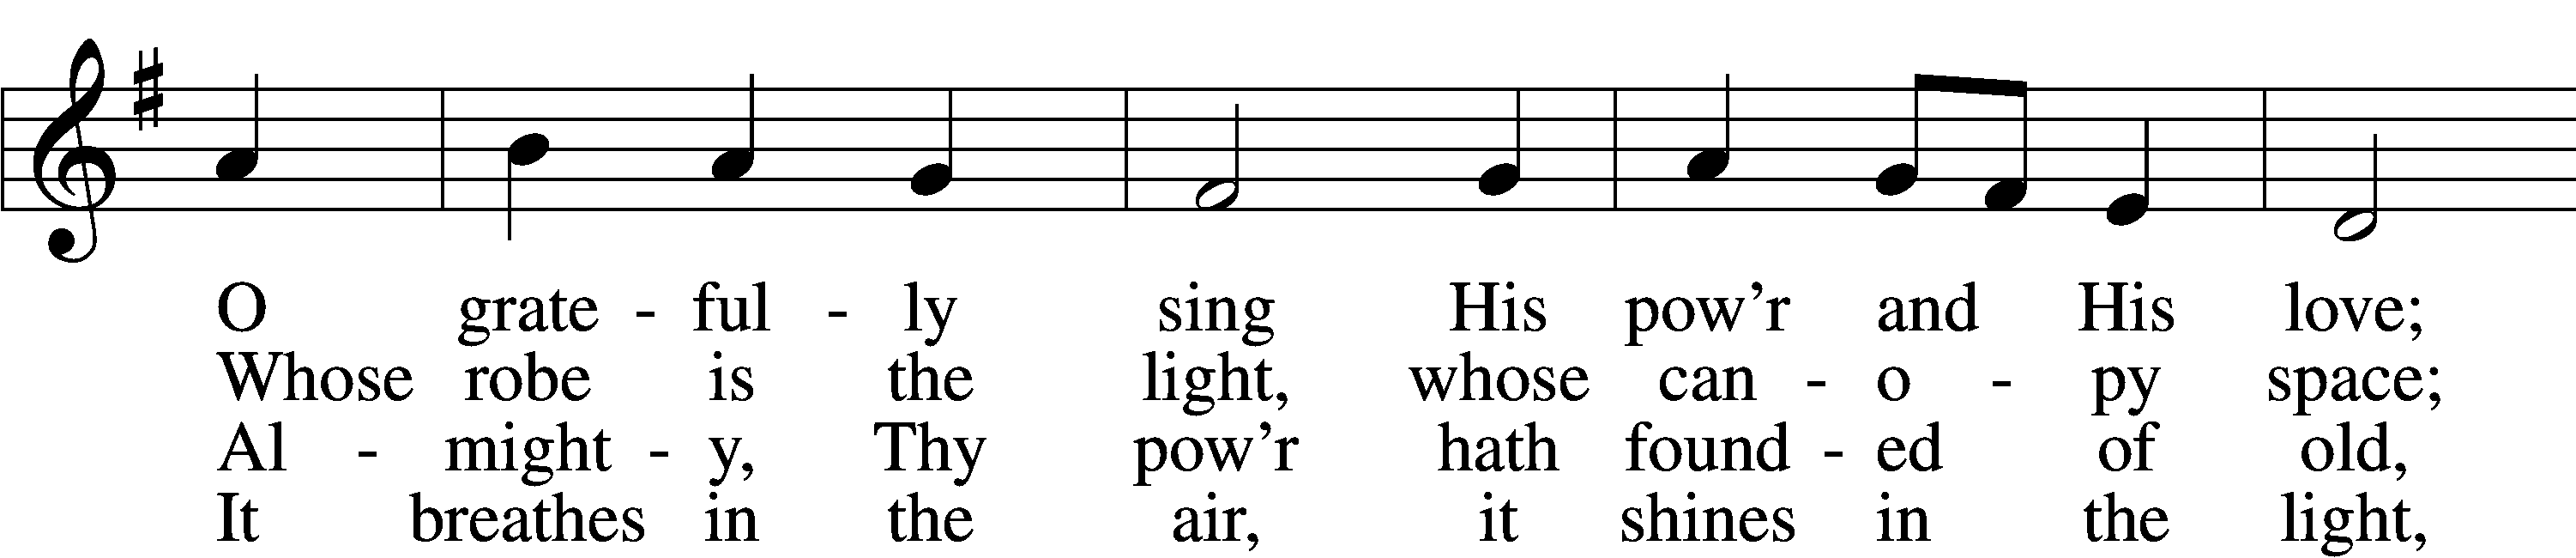 O grate - ful - ly sing His pow'r and His love;
Whose robe is the light, whose can - o - py space;
Al - might - y, Thy pow'r hath found - ed of old,
It breathes in the air, it shines in the light,